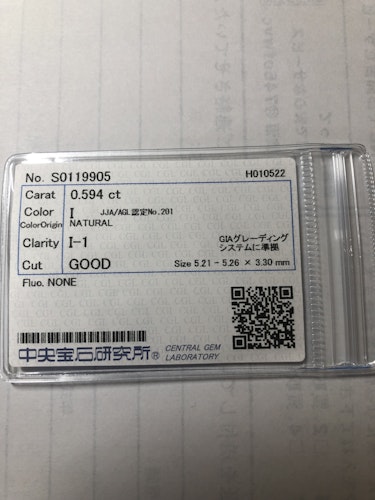 No. S0119905 H010522
Carat 0.594 ct
Color I JJA/AGL認定No.201
ColorOrigin NATURAL
Clarity I-1 GIAグレーディング
システムに準拠
Cut GOOD Size 5.21 - 5.26 × 3.30 mm
Fluo. NONE
中央宝石研究所® CENTRAL GEM
LABORATORY